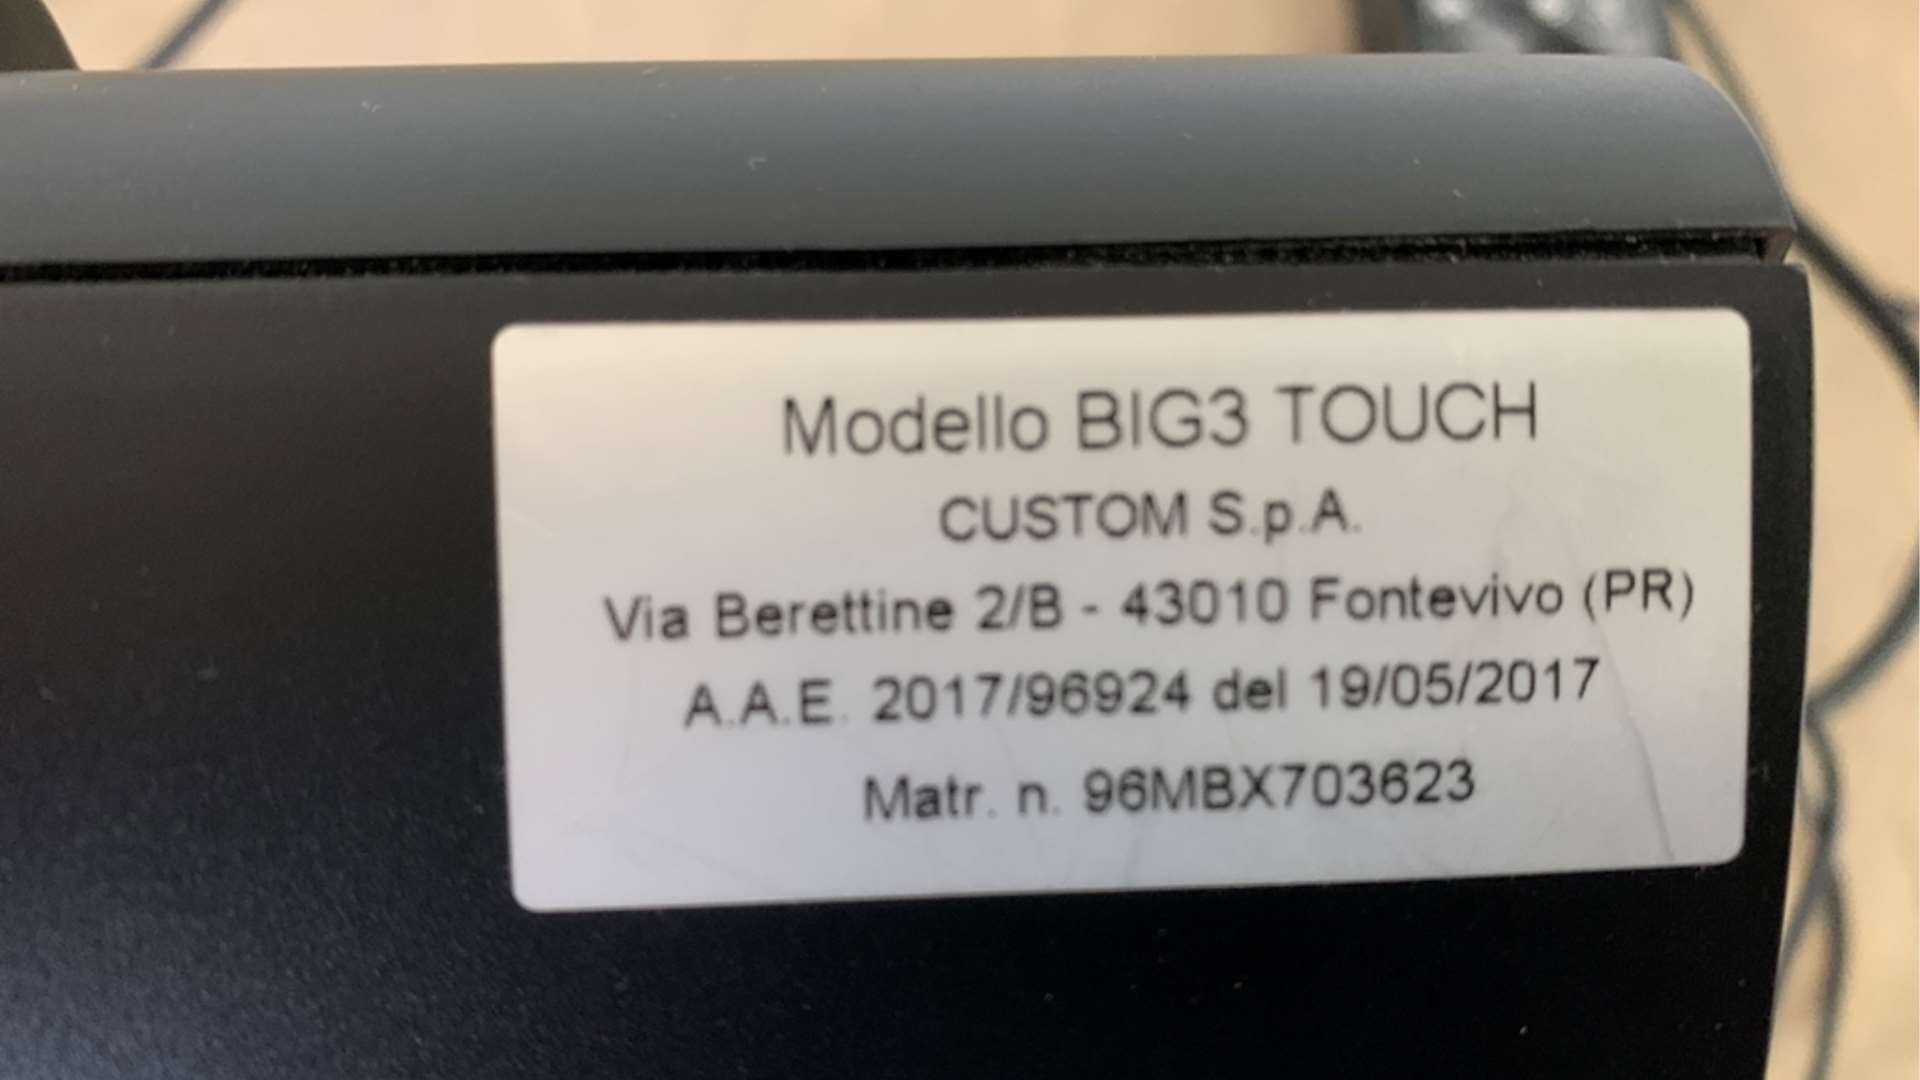 Modello BIG3 TOUCH
CUSTOM S.p.A.
Via Berettine 2/B - 43010 Fontevivo (PR)
A.A.E. 2017/96924 del 19/05/2017
Matr. n. 96MBX703623